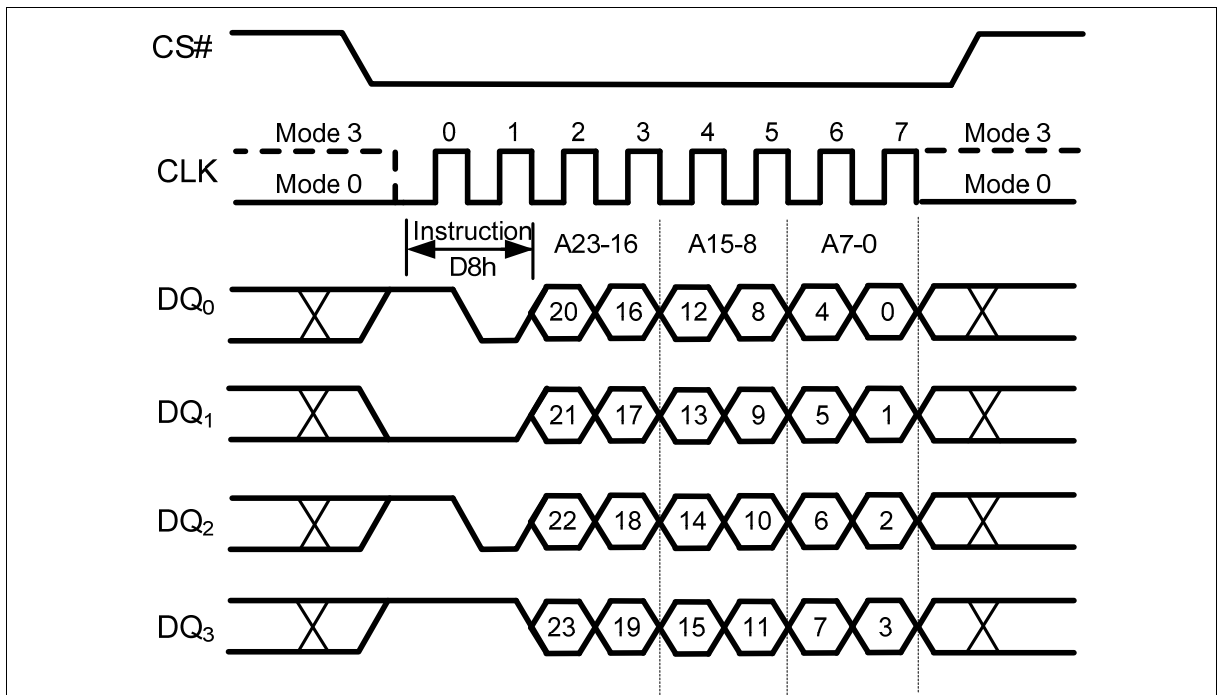 CS#
Mode 3 0 1 2 3 4 5 6 7 Mode 3
CLK
Mode 0 Mode 0
Instruction A23-16 A15-8 A7-0
D8h
DQ0 20 16 12 8 4 0
DQ1 21 17 13 9 5 1
DQ2 22 18 14 10 6 2
DQ3 23 19 15 11 7 3